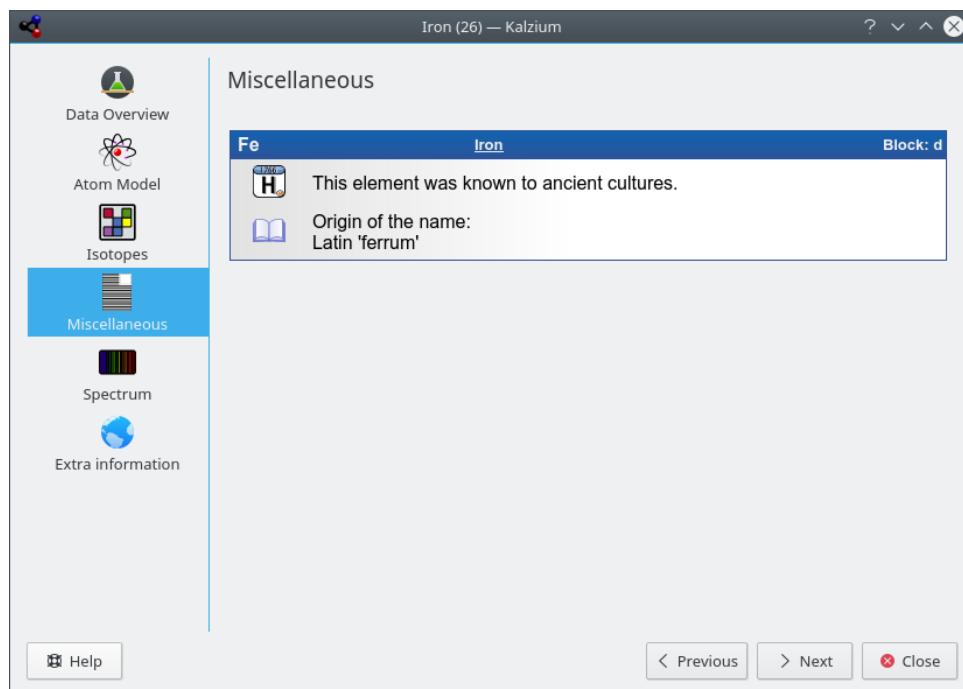 Iron (26) — Kalzium
Data Overview
Atom Model
Isotopes
Miscellaneous
Spectrum
Extra information
Miscellaneous
Fe Iron Block: d
1766
H
This element was known to ancient cultures.
Origin of the name:
Latin 'ferrum'
Help
Previous
Next
Close